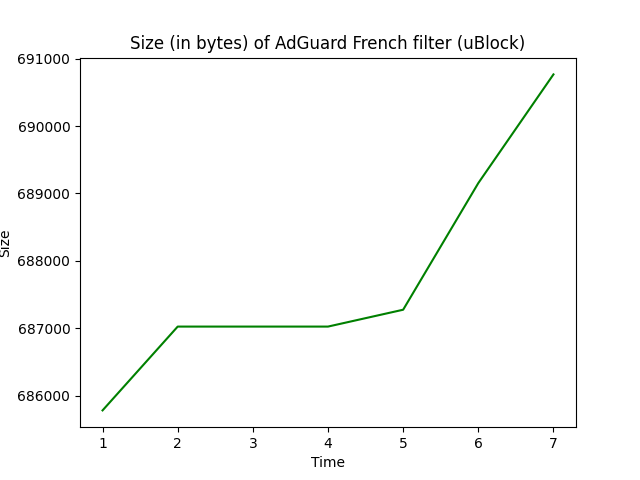 Size (in bytes) of AdGuard French filter (uBlock)
691000
690000
689000
688000
687000
686000
Size
1 2 3 4 5 6 7
Time